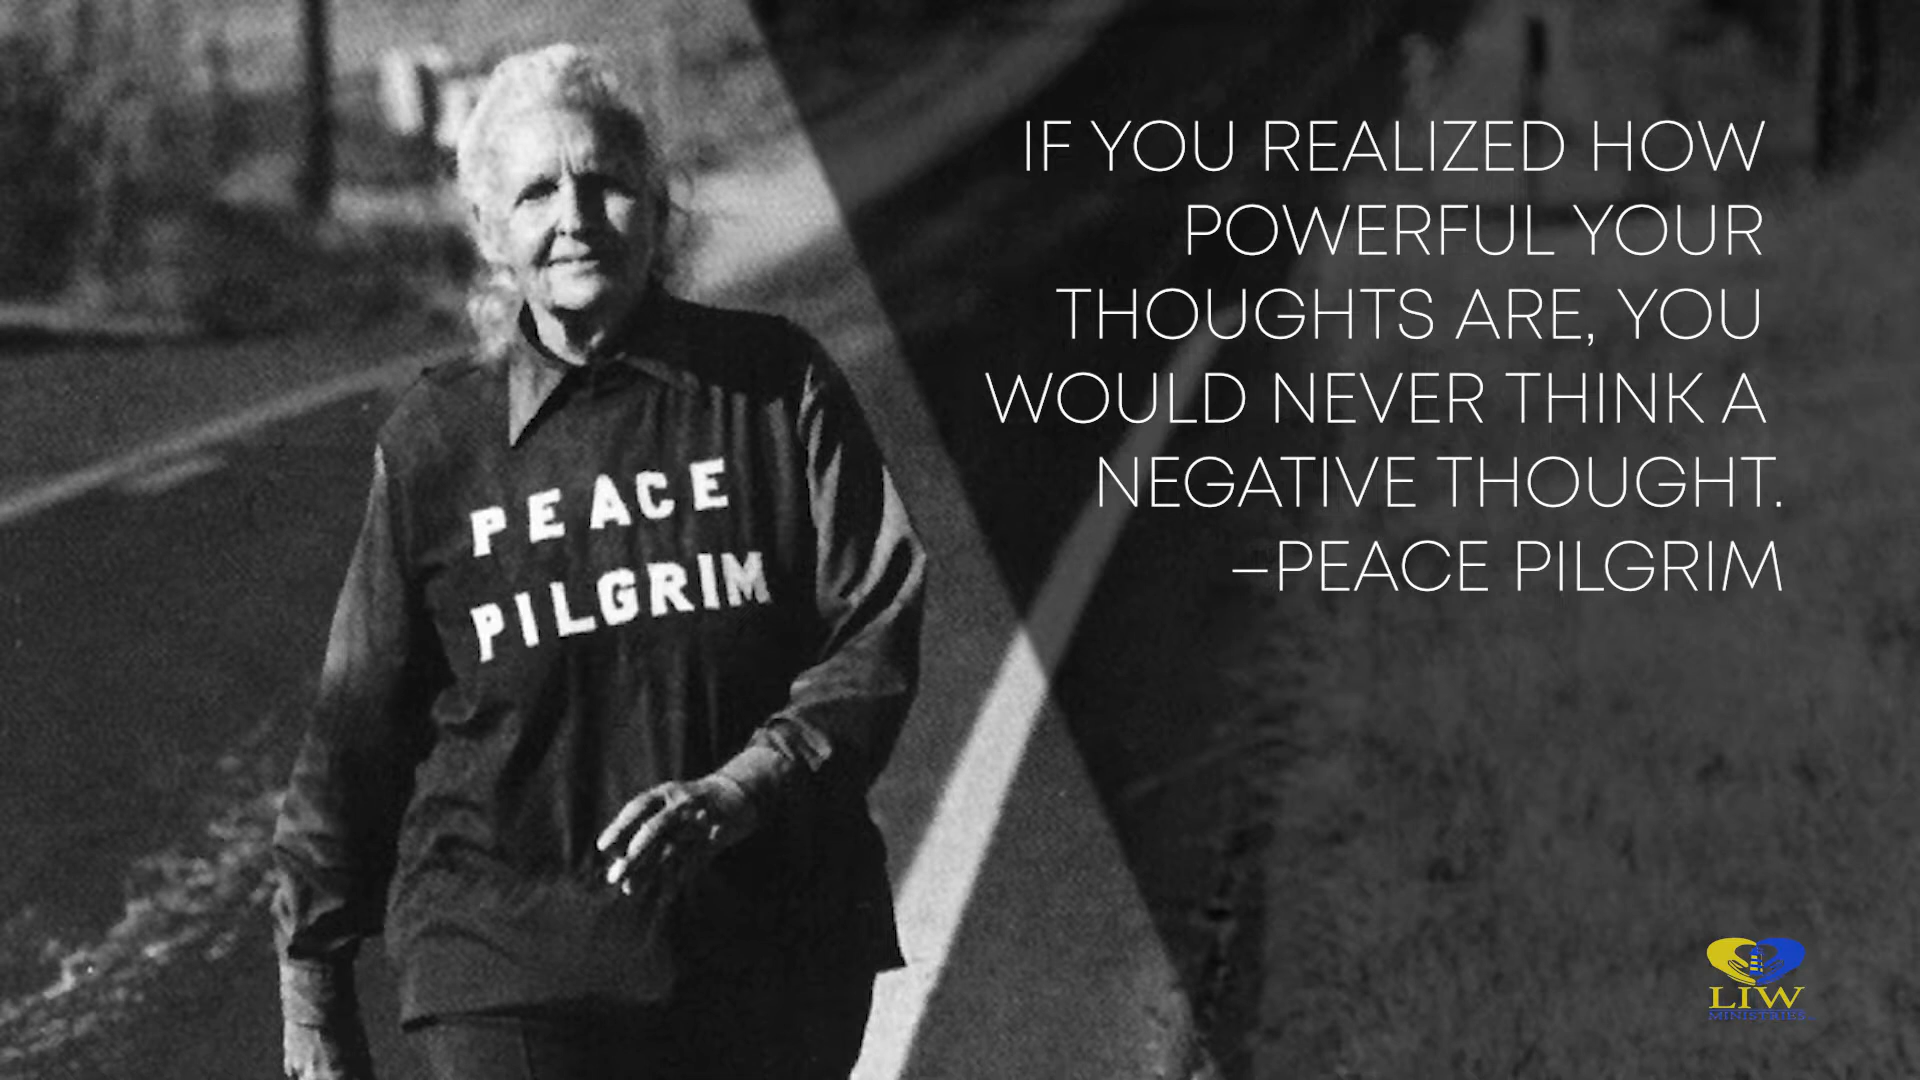 PEACE
PILGRIM
IF YOU REALIZED HOW
POWERFUL YOUR
THOUGHTS ARE, YOU
WOULD NEVER THINK A
NEGATIVE THOUGHT.
–PEACE PILGRIM
LIW
MINISTRIES